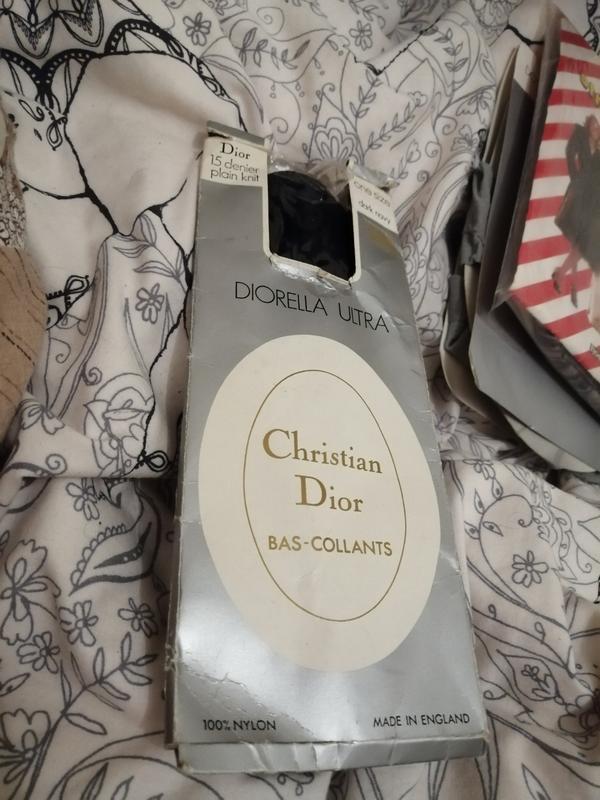 Dior
15 denier
plain knit
one size
dark navy
DIORELLA ULTRA
Christian
Dior
BAS-COLLANTS
100% NYLON
MADE IN ENGLAND